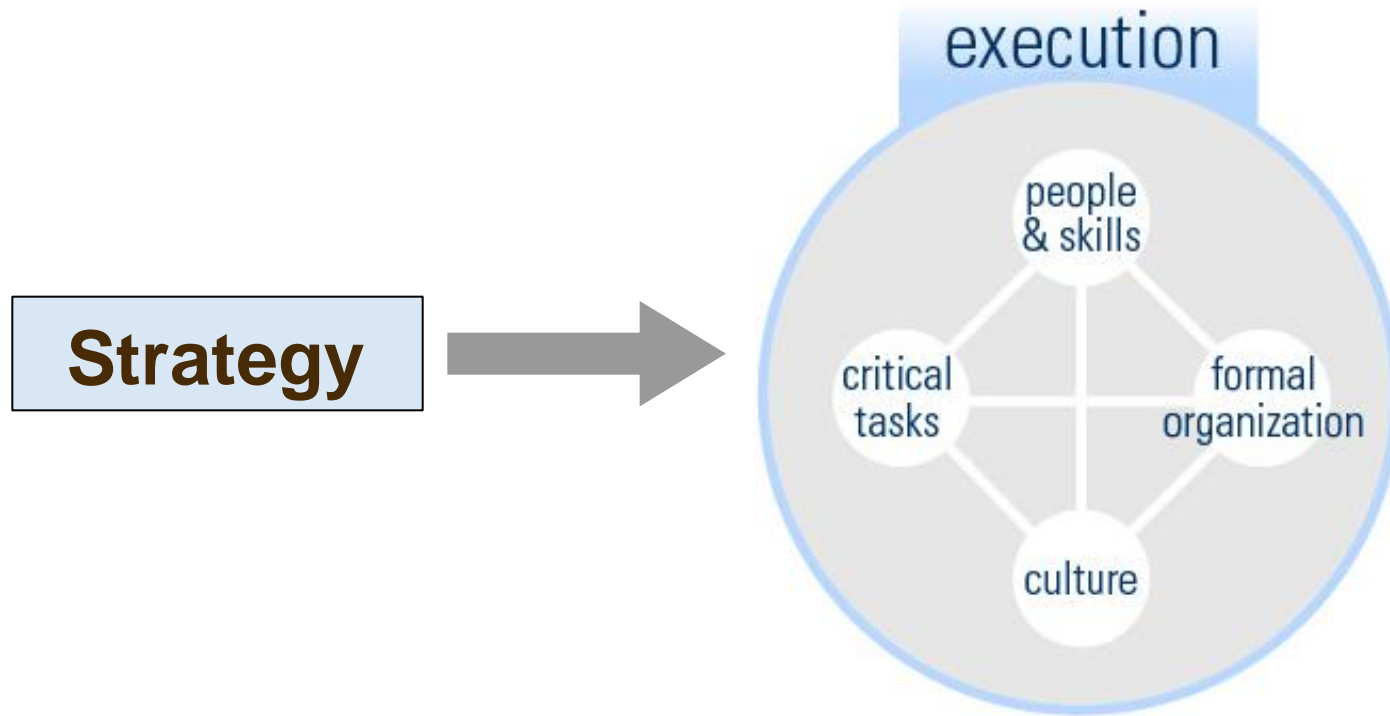 execution
people
& skills
Strategy
critical
tasks
formal
organization
culture